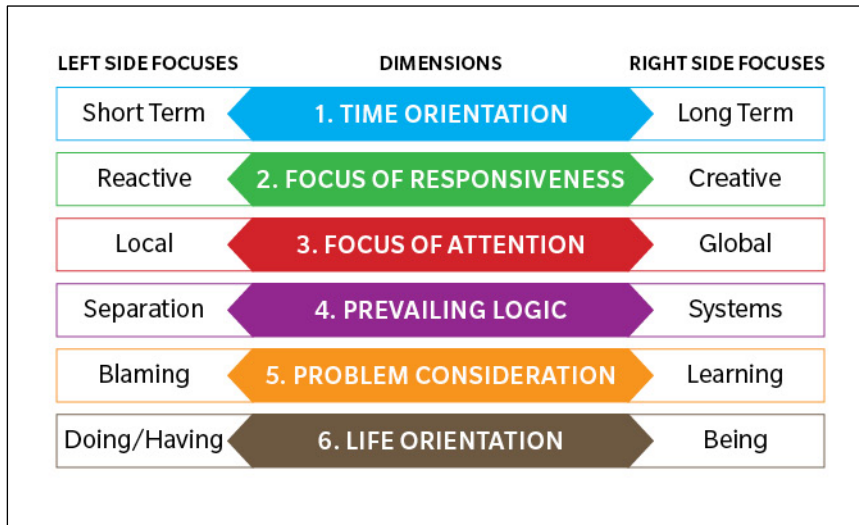 LEFT SIDE FOCUSES DIMENSIONS RIGHT SIDE FOCUSES
Short Term 1. TIME ORIENTATION Long Term
Reactive 2. FOCUS OF RESPONSIVENESS Creative
Local 3. FOCUS OF ATTENTION Global
Separation 4. PREVAILING LOGIC Systems
Blaming 5. PROBLEM CONSIDERATION Learning
Doing/Having 6. LIFE ORIENTATION Being